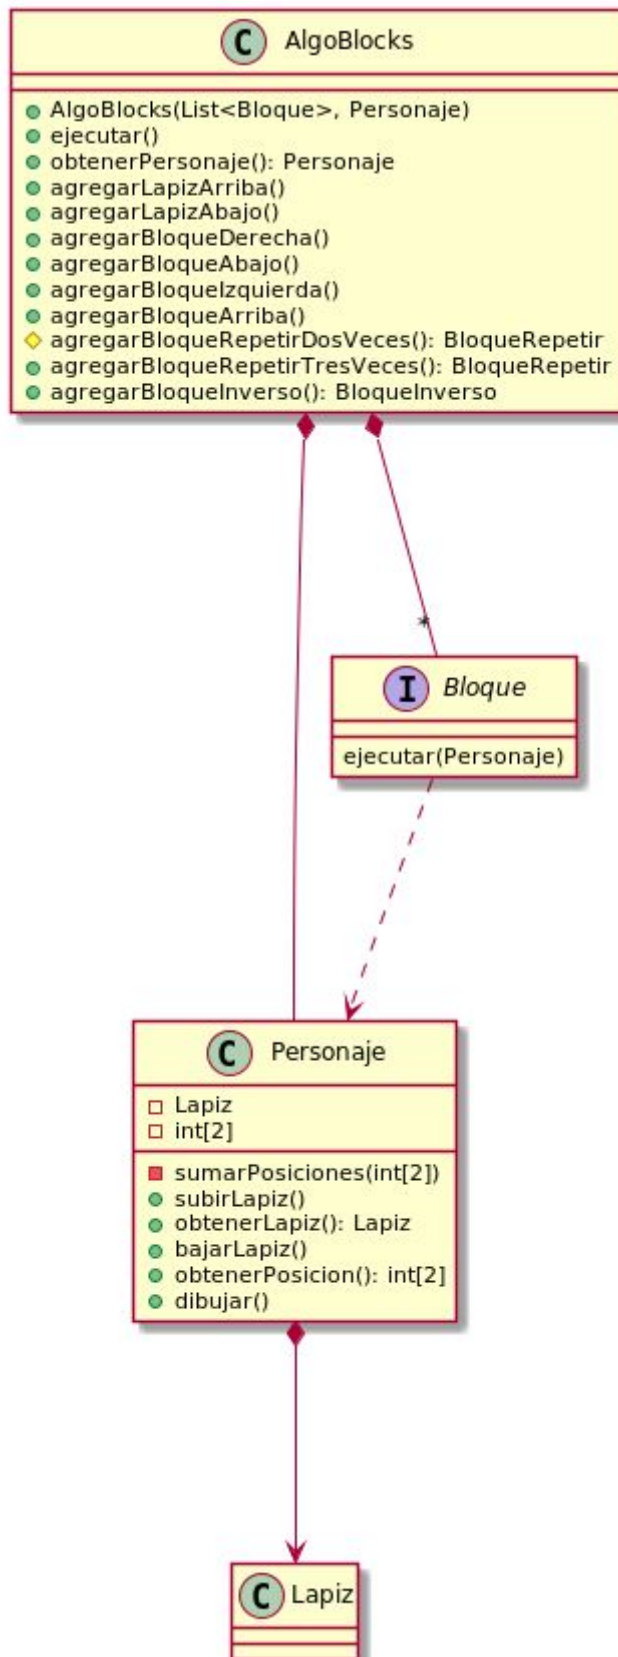 C AlgoBlocks
AlgoBlocks(List<Bloque>, Personaje)
ejecutar()
obtenerPersonaje(): Personaje
agregarLapizArriba()
agregarLapizAbajo()
agregarBloqueDerecha()
agregarBloqueAbajo()
agregarBloqueIzquierda()
agregarBloqueArriba()
agregarBloqueRepetirDosVeces(): BloqueRepetir
agregarBloqueRepetirTresVeces(): BloqueRepetir
agregarBloqueInverso(): BloqueInverso
*
I Bloque
ejecutar(Personaje)
C Personaje
Lapiz
int[2]
sumarPosiciones(int[2])
subirLapiz()
obtenerLapiz(): Lapiz
bajarLapiz()
obtenerPosicion(): int[2]
dibujar()
C Lapiz